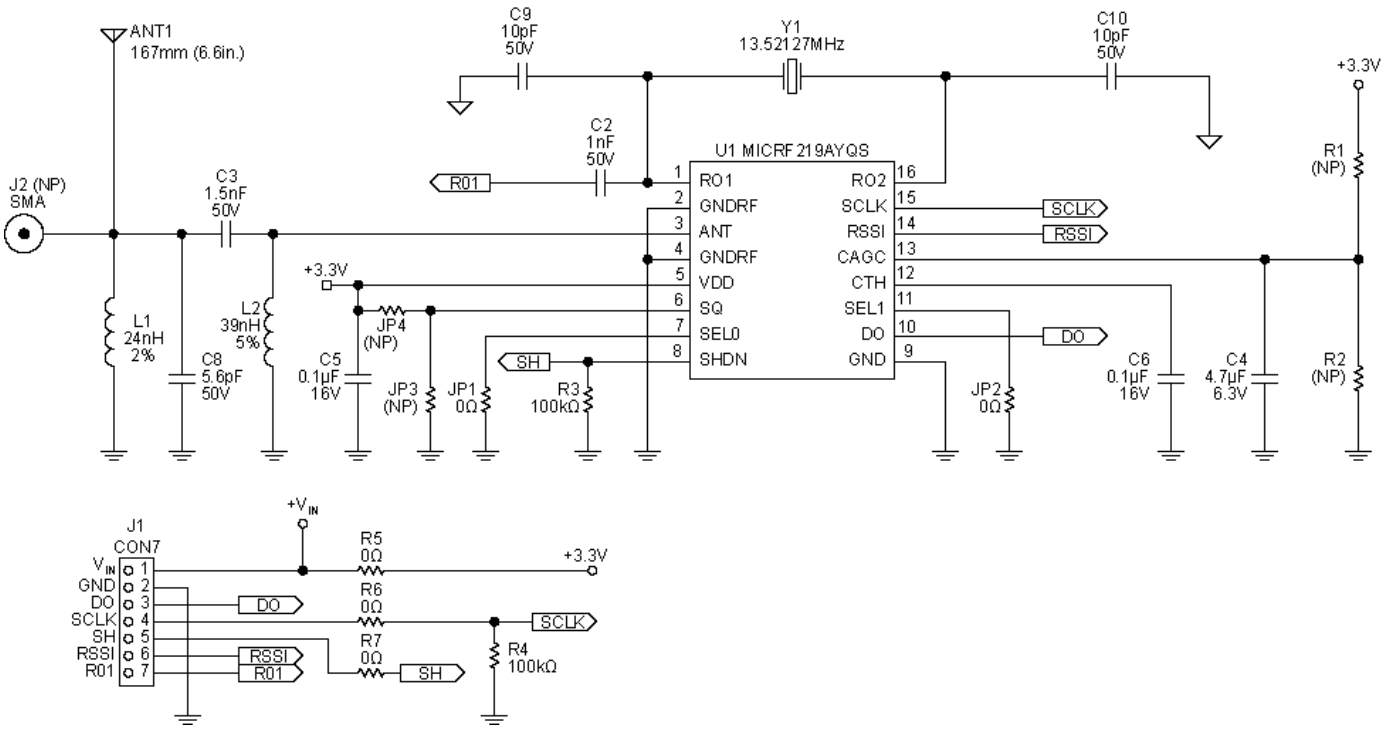 ANT1
167mm (6.6in.)
C9
10pF
50V
Y1
13.52127MHz
C10
10pF
50V
+3.3V
C2
1nF
50V
U1 MICRF219AYQS
R1
(NP)
J2 (NP)
SMA
C3
1.5nF
50V
R01
1 RO1 RO2 16
2 GNDRF SCLK 15
SCLK
3 ANT RSSI 14
RSSI
4 GNDRF CAGC 13
5 VDD CTH 12
6 SQ SEL1 11
7 SEL0 DO 10
DO
8 SHDN GND 9
+3.3V
L1
24nH
2%
L2
39nH
5%
C8
5.6pF
50V
JP4
(NP)
C5
0.1µF
16V
JP3
(NP)
JP1
0Ω
SH
R3
100kΩ
JP2
0Ω
C6
0.1µF
16V
C4
4.7µF
6.3V
R2
(NP)
+VIN
J1
CON7
VIN 1
GND 2
DO 3
SCLK 4
SH 5
RSSI 6
R01 7
R5
0Ω
+3.3V
DO
R6
0Ω
SCLK
R7
0Ω
R4
100kΩ
RSSI
R01
SH